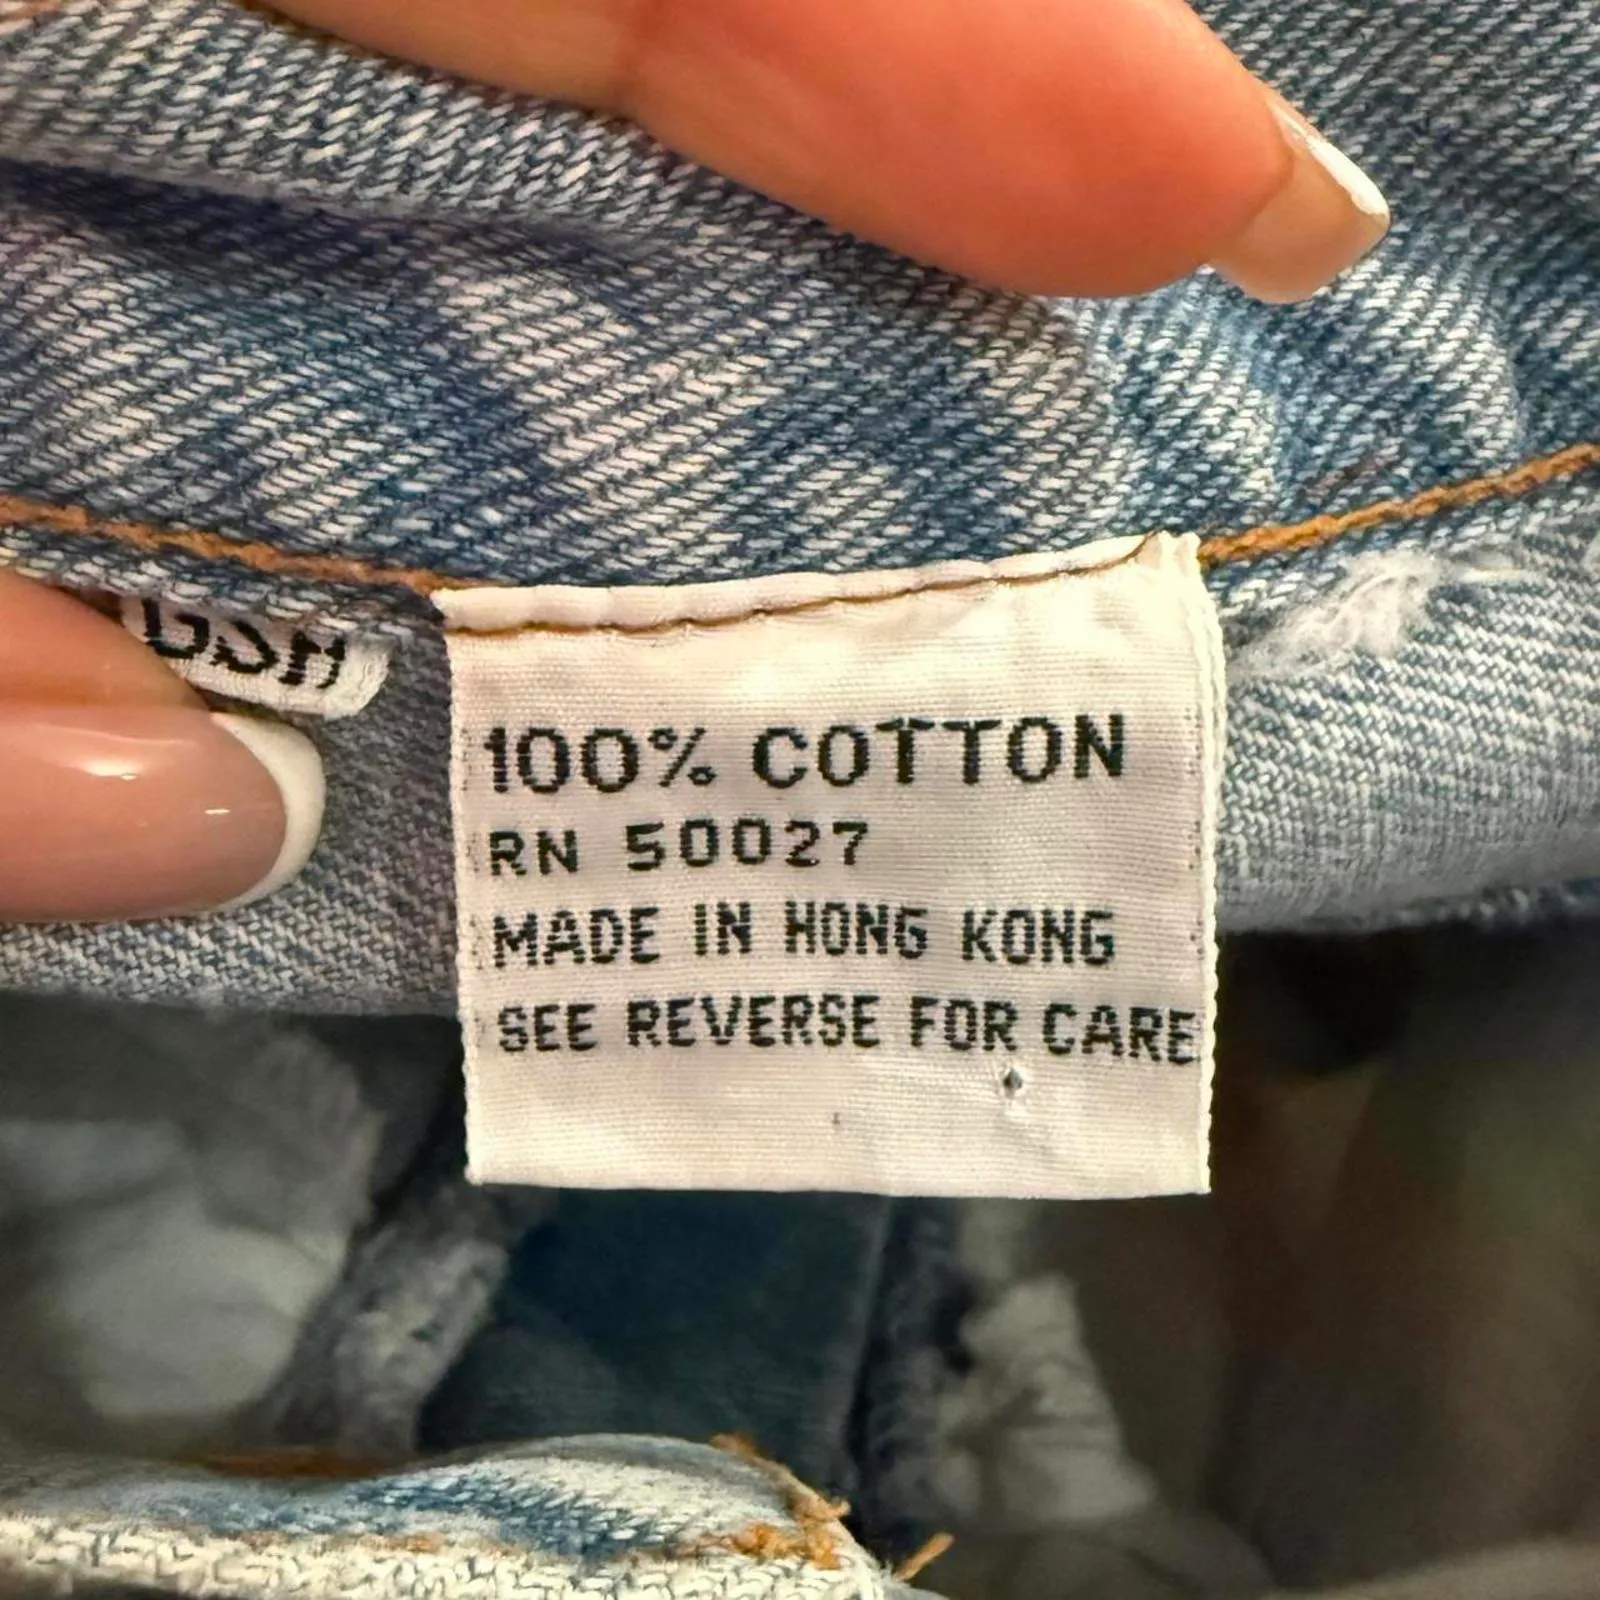 100% COTTON
RN 50027
MADE IN HONG KONG
SEE REVERSE FOR CARE